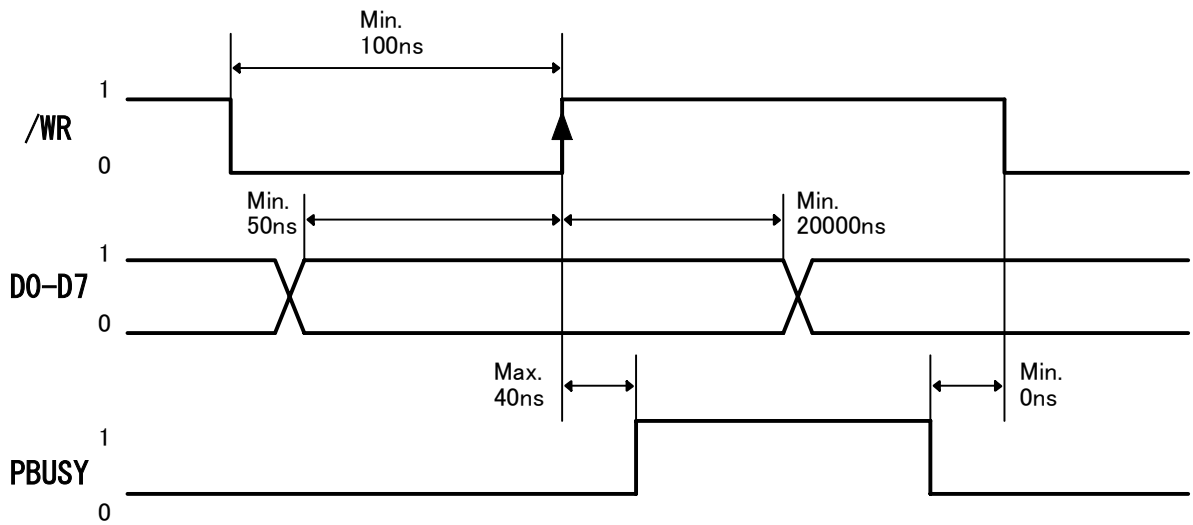 Min.
100ns
1
/WR
0
Min.
50ns
Min.
20000ns
1
D0-D7
0
Max.
40ns
Min.
0ns
1
PBUSY
0